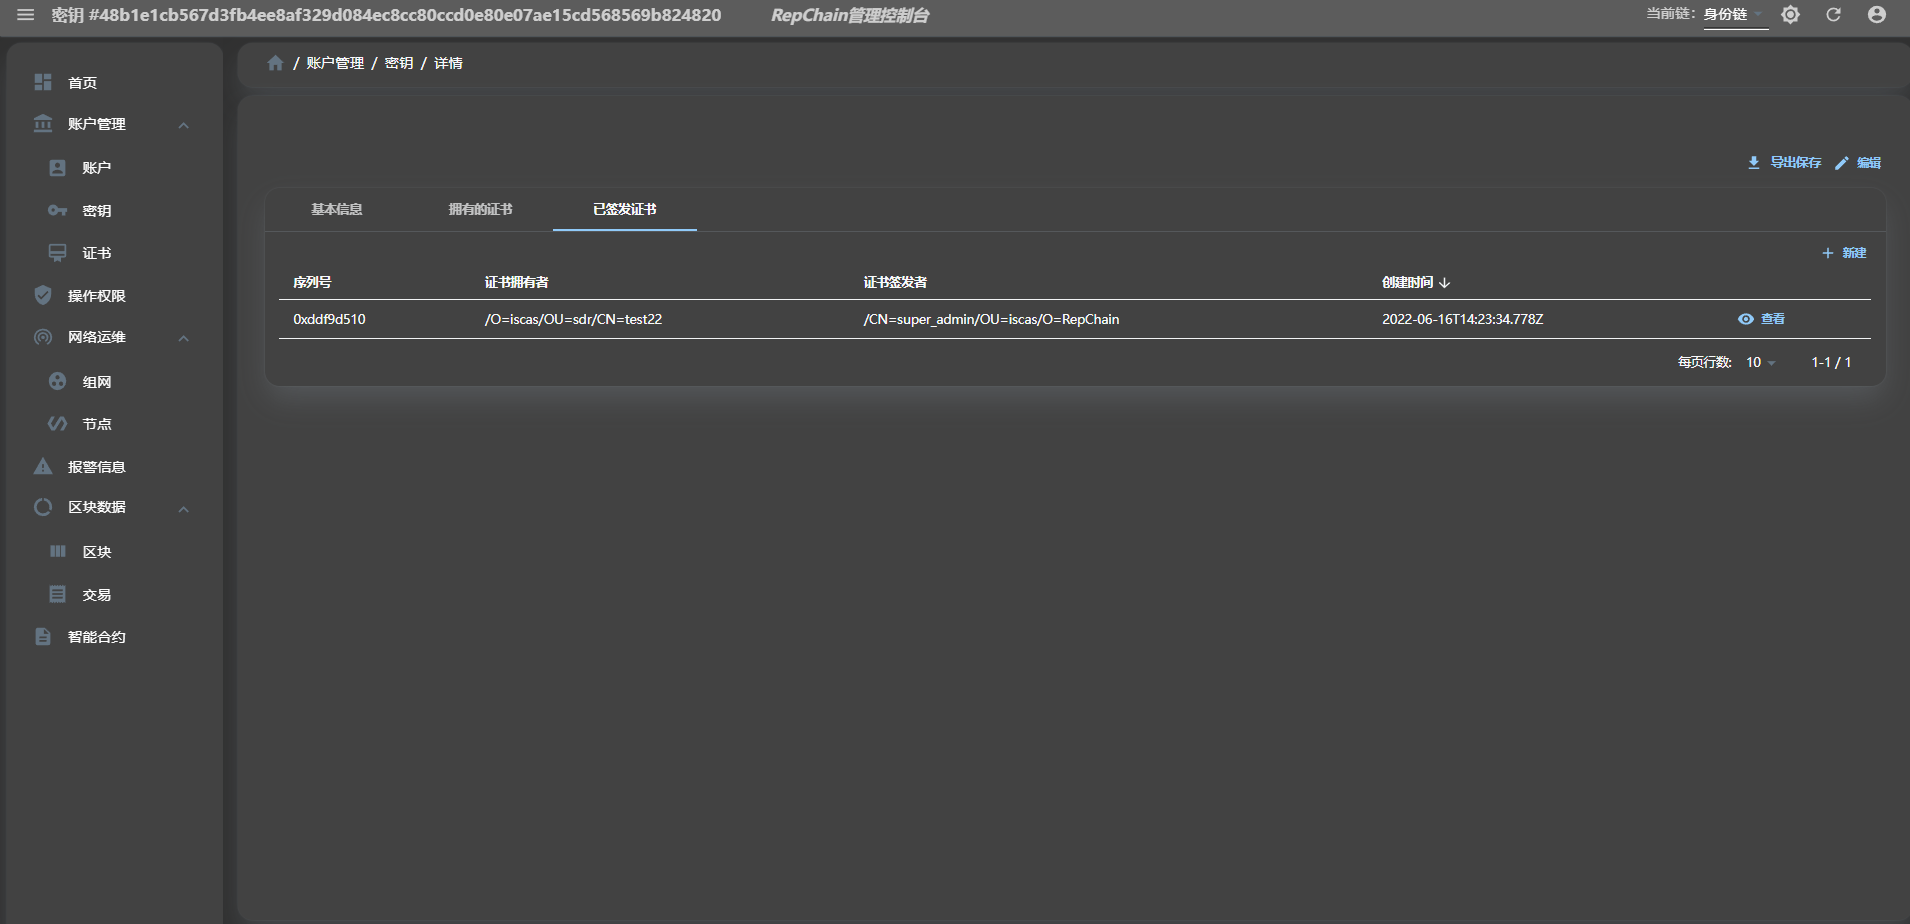 密钥 #48b1e1cb567d3fb4ee8af329d084ec8cc80ccd0e80e07ae15cd568569b824820 RepChain管理控制台 当前链: 身份链
/ 账户管理 / 密钥 / 详情
首页
账户管理
账户
密钥
证书
操作权限
网络运维
组网
节点
报警信息
区块数据
区块
交易
智能合约
导出保存 编辑
基本信息 拥有的证书 已签发证书
新建
序列号 证书拥有者 证书签发者 创建时间
0xddf9d510 /O=iscas/OU=sdr/CN=test22 /CN=super_admin/OU=iscas/O=RepChain 2022-06-16T14:23:34.778Z 查看
每页行数: 10 1-1 / 1